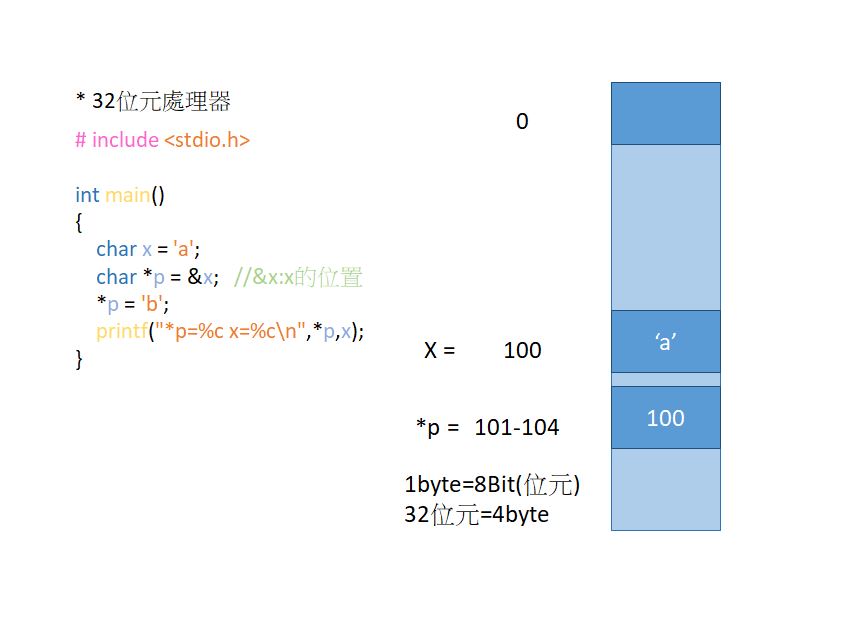 * 32位元處理器
# include <stdio.h>
int main()
{
char x = 'a';
char *p = &x; //&x:x的位置
*p = 'b';
printf("*p=%c x=%c\n",*p,x);
}
0
X = 100
‘a’
*p = 101-104
100
1byte=8Bit(位元)
32位元=4byte